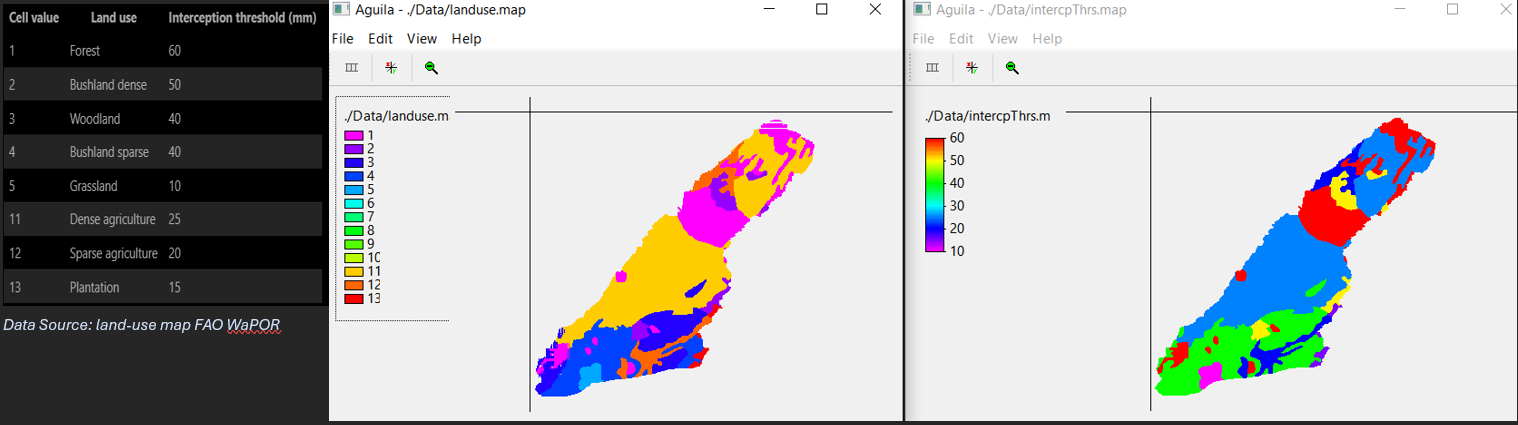 Cell value Land use Interception threshold (mm)
1 Forest 60
2 Bushland dense 50
3 Woodland 40
4 Bushland sparse 40
5 Grassland 10
11 Dense agriculture 25
12 Sparse agriculture 20
13 Plantation 15
Data Source: land-use map FAO WaPOR
Aguila - ./Data/landuse.map
File Edit View Help
./Data/landuse.m
1
2
3
4
5
6
7
8
9
10
11
12
13
Aguila - ./Data/intercpThrs.map
File Edit View Help
./Data/intercpThrs.m
60
50
40
30
20
10